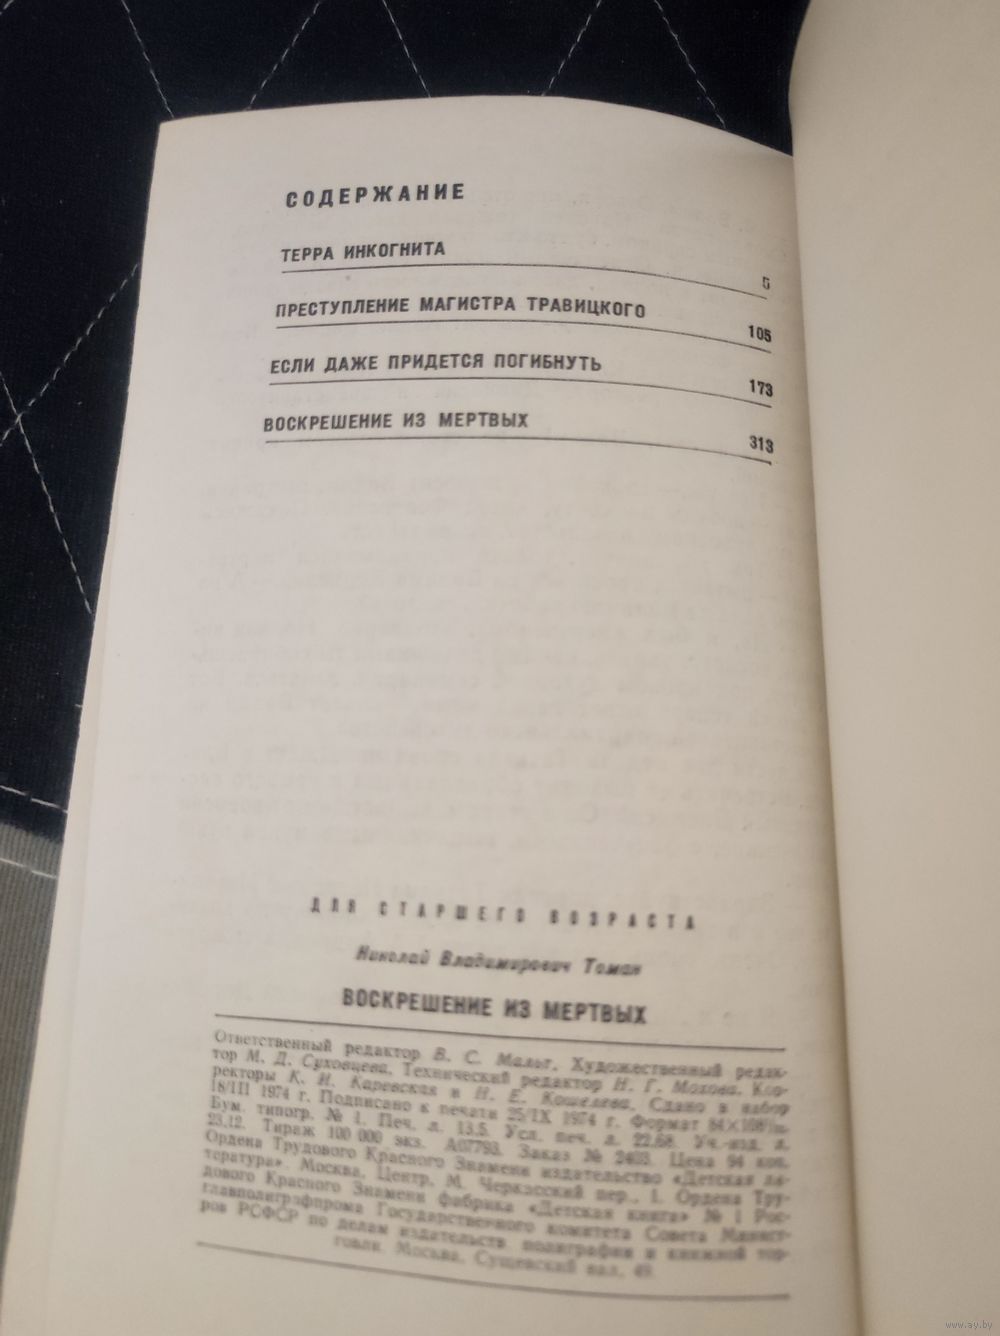 СОДЕРЖАНИЕ
ТЕРРА ИНКОГНИТА
5
ПРЕСТУПЛЕНИЕ МАГИСТРА ТРАВИЦКОГО
105
ЕСЛИ ДАЖЕ ПРИДЕТСЯ ПОГИБНУТЬ
173
ВОСКРЕШЕНИЕ ИЗ МЕРТВЫХ
313
ДЛЯ СТАРШЕГО ВОЗРАСТА
Николай Владимирович Томан
ВОСКРЕШЕНИЕ ИЗ МЕРТВЫХ
Ответственный редактор В. С. Мальт. Художественный редак-
тор М. Д. Суховцева. Технический редактор Н. Г. Мохова. Кор-
ректоры К. И. Каревская и Н. Е. Кошелева. Сдано в набор
18/III 1974 г. Подписано к печати 25/IX 1974 г. Формат 84×108¹/₃₂.
Бум. типогр. № 1. Печ. л. 13,5. Усл. печ. л. 22,68. Уч.-изд. л.
23,12. Тираж 100 000 экз. А07793. Заказ № 2403. Цена 94 коп.
Ордена Трудового Красного Знамени издательство «Детская ли-
тература». Москва, Центр, М. Черкасский пер., 1. Ордена Тру-
дового Красного Знамени фабрика «Детская книга» № 1 Рос-
главполиграфпрома Государственного комитета Совета Минист-
ров РСФСР по делам издательств, полиграфии и книжной тор-
говли. Москва, Сущевский вал, 49.
www.ay.by